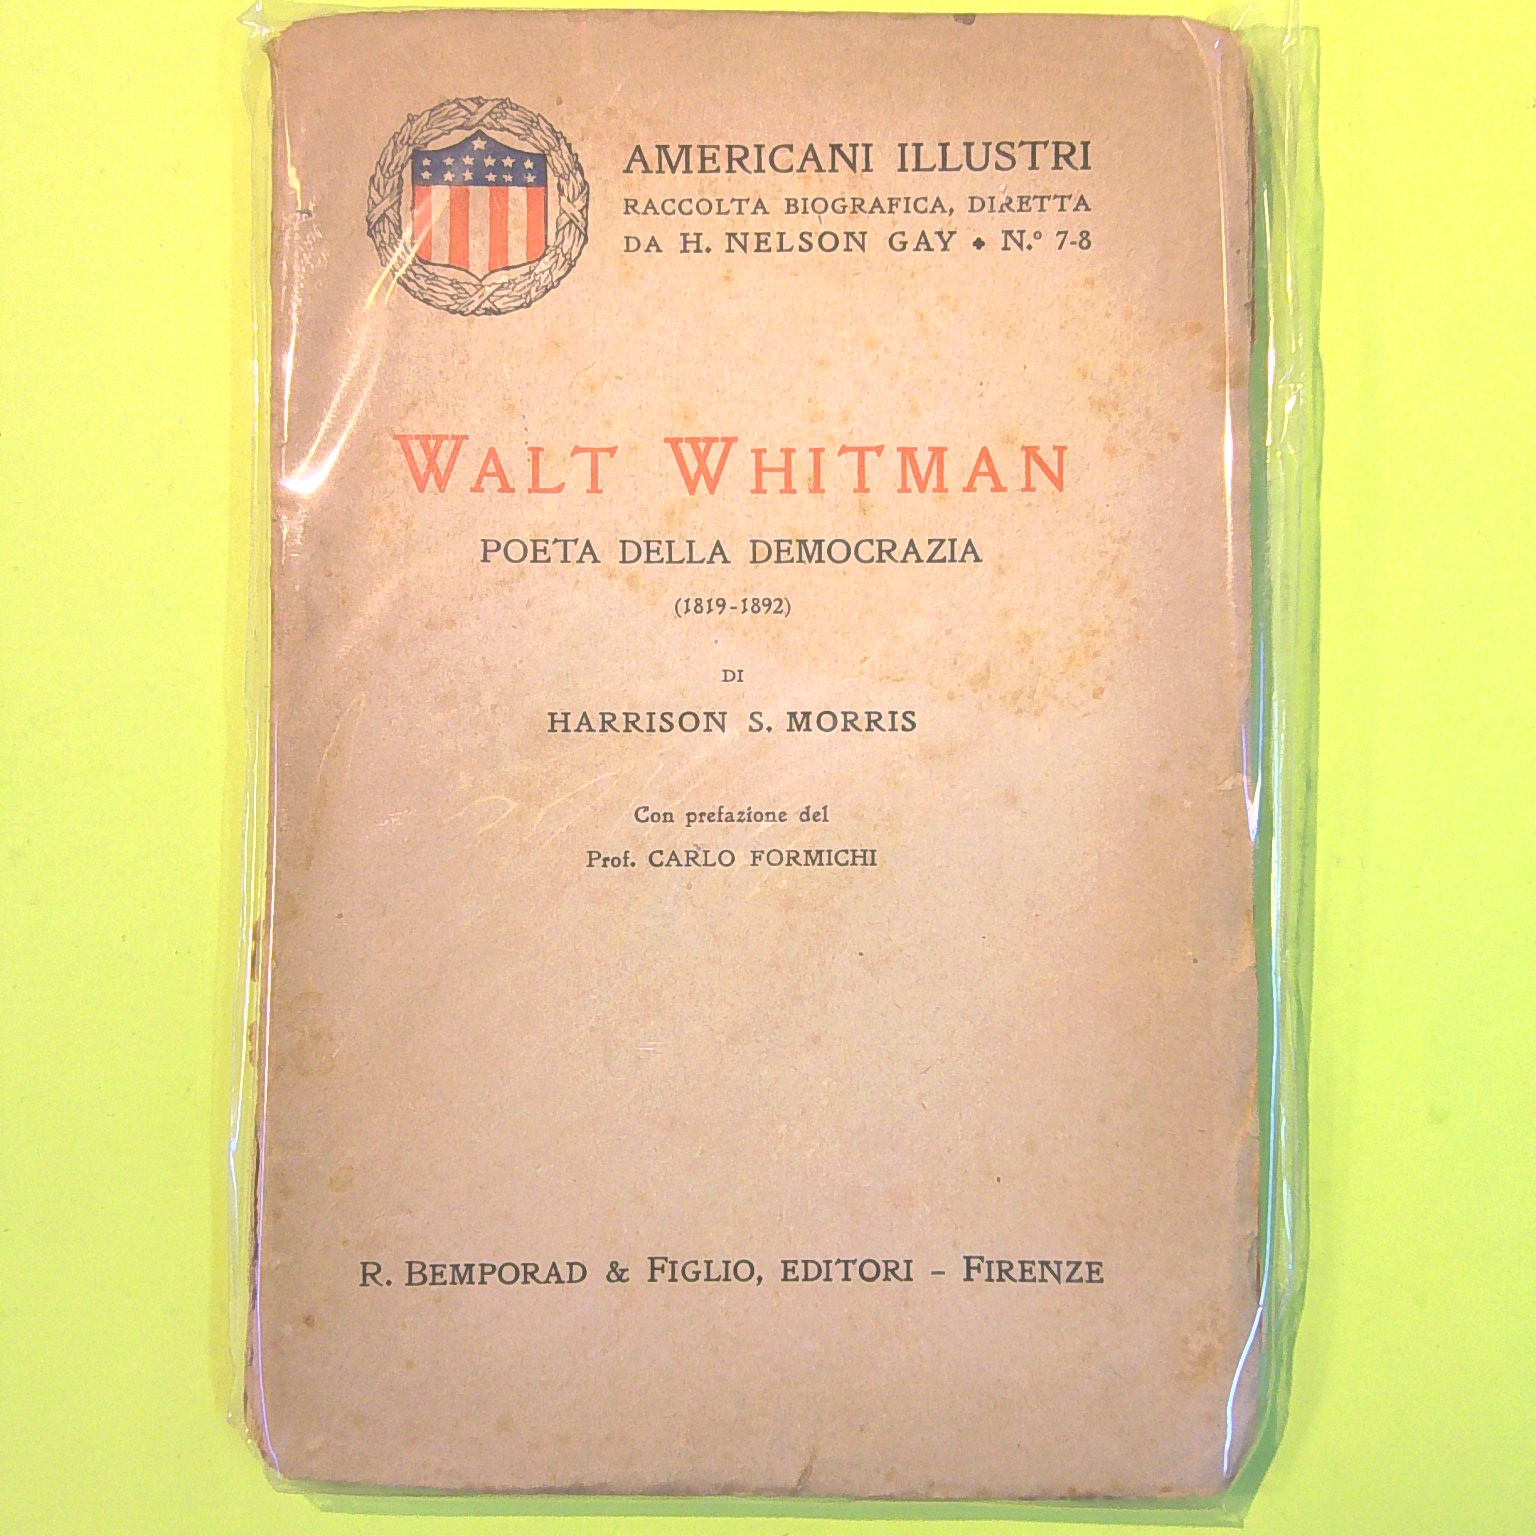 AMERICANI ILLUSTRI
RACCOLTA BIOGRAFICA, DIRETTA
DA H. NELSON GAY ♣ N.º 7-8
WALT WHITMAN
POETA DELLA DEMOCRAZIA
(1819-1892)
DI
HARRISON S. MORRIS
Con prefazione del
Prof. CARLO FORMICHI
R. BEMPORAD & FIGLIO, EDITORI – FIRENZE